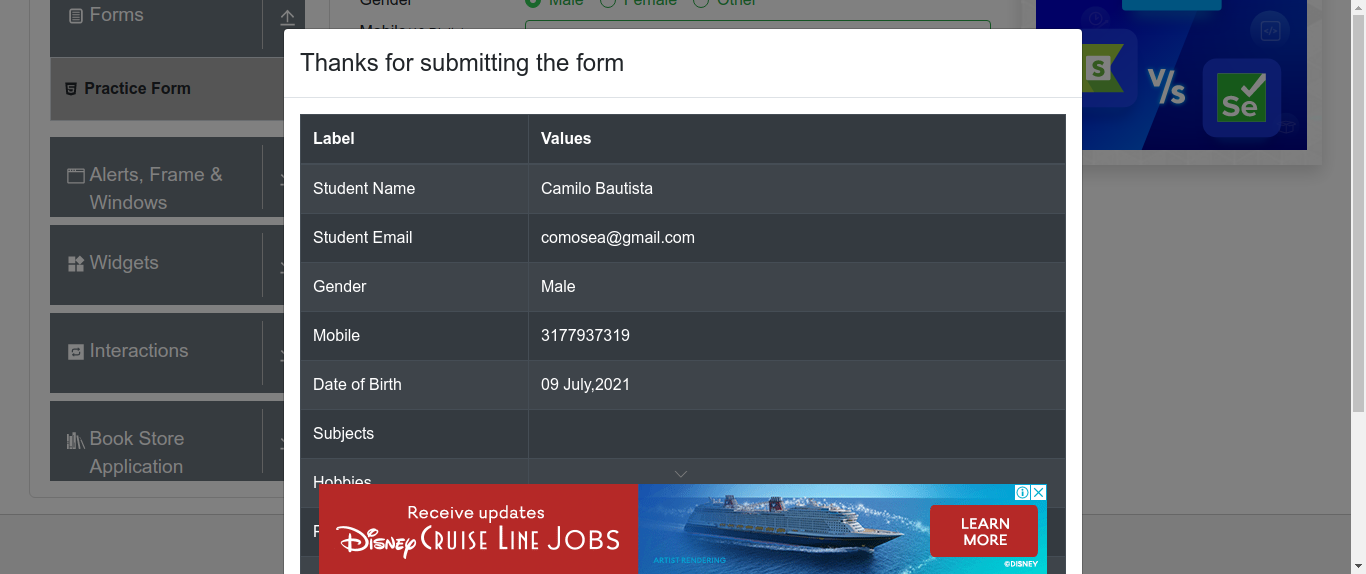 Forms
Gender
Male
Female
Other
Practice Form
Alerts, Frame &
Windows
Widgets
Interactions
Book Store
Application
Thanks for submitting the form
Label Values
Student Name Camilo Bautista
Student Email comosea@gmail.com
Gender Male
Mobile 3177937319
Date of Birth 09 July,2021
Subjects
Hobbies
Receive updates
Disney CRUISE LINE JOBS
ARTIST RENDERING
LEARN
MORE
©DISNEY
S
V/s
Se